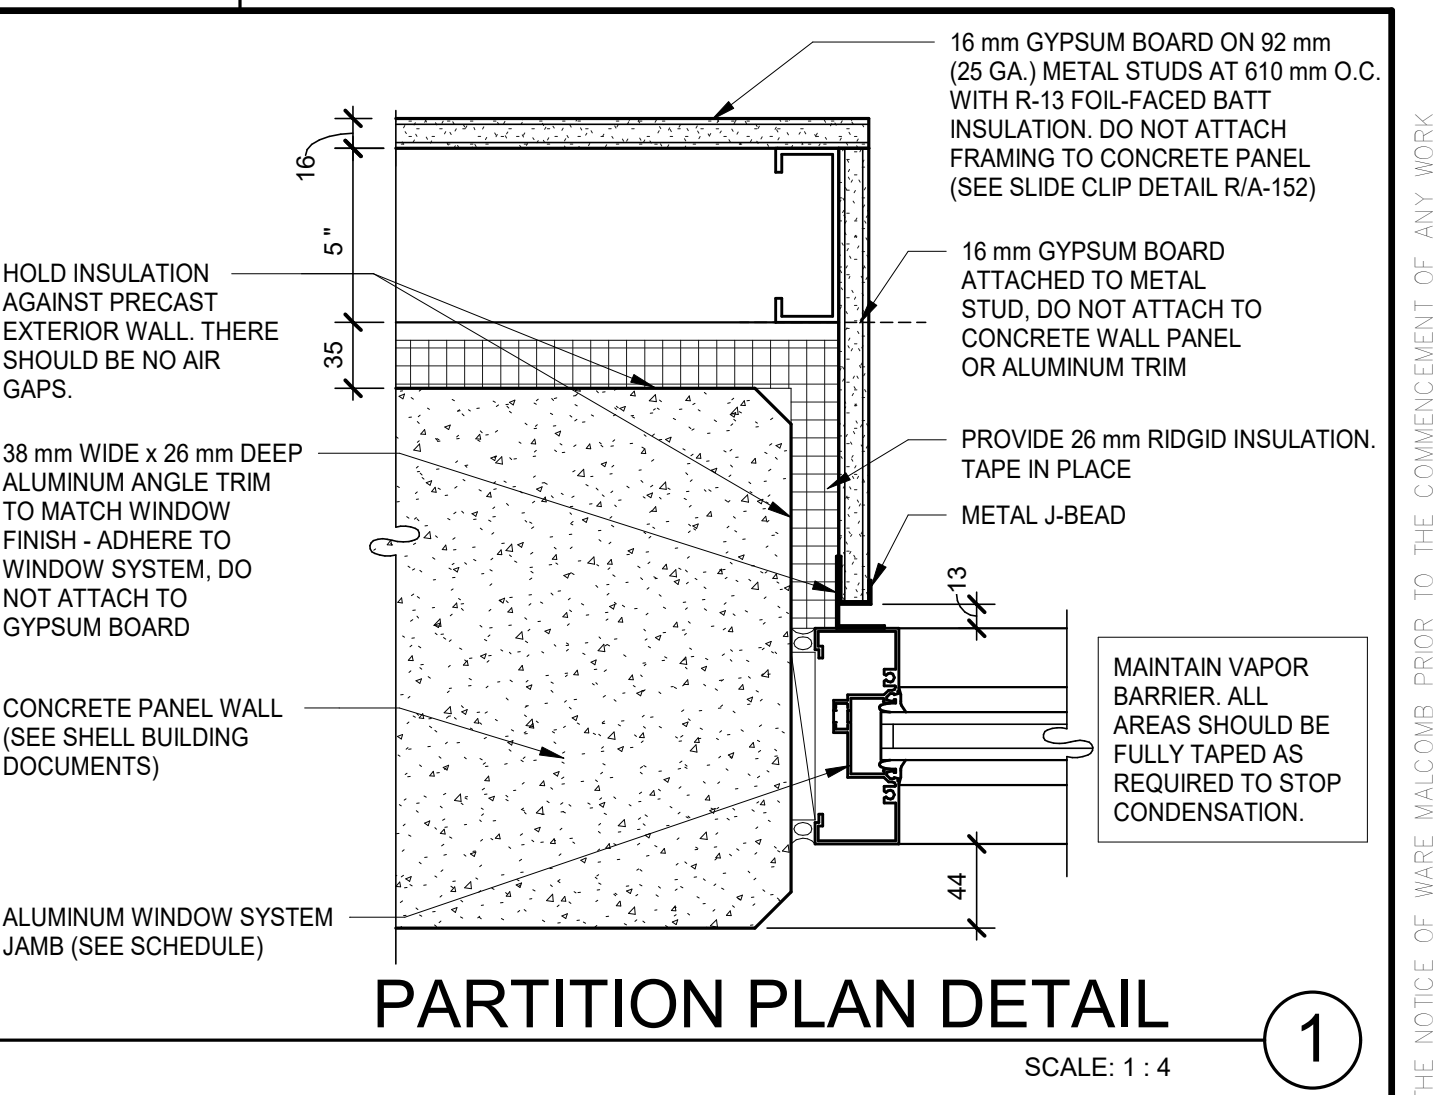 16 mm GYPSUM BOARD ON 92 mm
(25 GA.) METAL STUDS AT 610 mm O.C.
WITH R-13 FOIL-FACED BATT
INSULATION. DO NOT ATTACH
FRAMING TO CONCRETE PANEL
(SEE SLIDE CLIP DETAIL R/A-152)
16
5 "
35
HOLD INSULATION
AGAINST PRECAST
EXTERIOR WALL. THERE
SHOULD BE NO AIR
GAPS.
16 mm GYPSUM BOARD
ATTACHED TO METAL
STUD, DO NOT ATTACH TO
CONCRETE WALL PANEL
OR ALUMINUM TRIM
38 mm WIDE x 26 mm DEEP
ALUMINUM ANGLE TRIM
TO MATCH WINDOW
FINISH - ADHERE TO
WINDOW SYSTEM, DO
NOT ATTACH TO
GYPSUM BOARD
PROVIDE 26 mm RIDGID INSULATION.
TAPE IN PLACE
METAL J-BEAD
13
MAINTAIN VAPOR
BARRIER. ALL
AREAS SHOULD BE
FULLY TAPED AS
REQUIRED TO STOP
CONDENSATION.
CONCRETE PANEL WALL
(SEE SHELL BUILDING
DOCUMENTS)
44
ALUMINUM WINDOW SYSTEM
JAMB (SEE SCHEDULE)
PARTITION PLAN DETAIL
1
SCALE: 1 : 4
THE NOTICE OF WARE MALCOMB PRIOR TO THE COMMENCEMENT OF ANY WORK